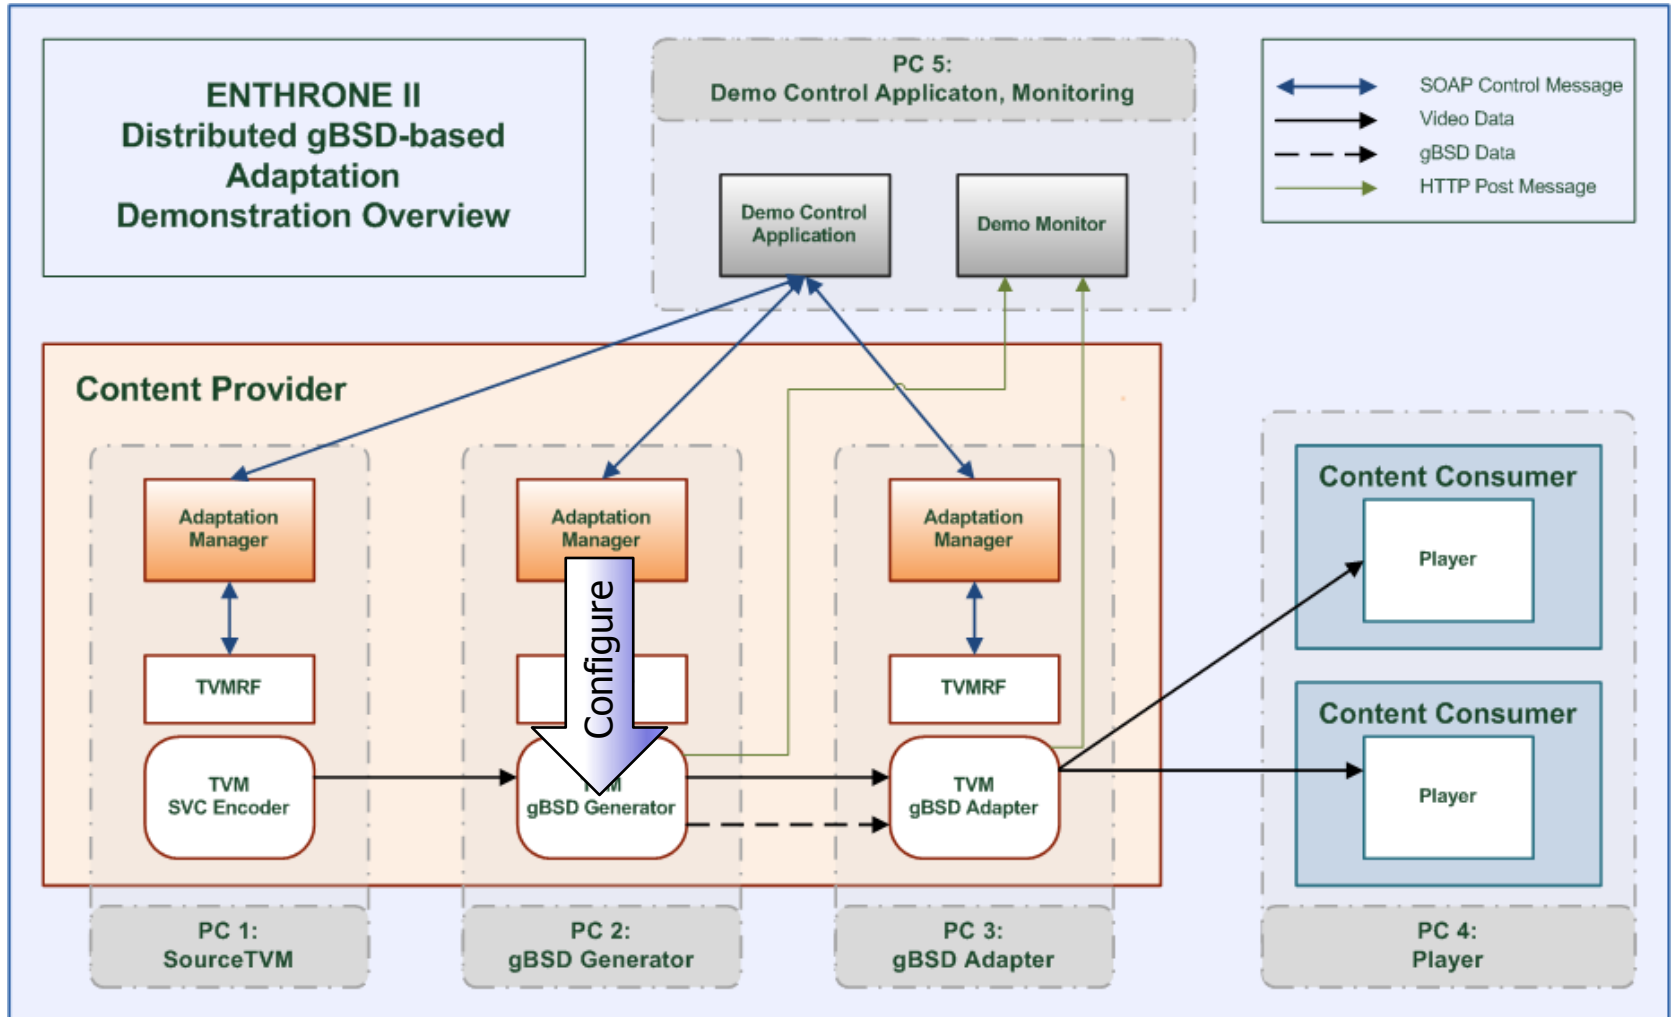 ENTHRONE II
Distributed gBSD-based
Adaptation
Demonstration Overview
PC 5:
Demo Control Applicaton, Monitoring
Demo Control
Application
Demo Monitor
SOAP Control Message
Video Data
gBSD Data
HTTP Post Message
Content Provider
Adaptation
Manager
TVMRF
TVM
SVC Encoder
PC 1:
SourceTVM
Adaptation
Manager
Configure
gBSD Generator
PC 2:
gBSD Generator
Adaptation
Manager
TVMRF
TVM
gBSD Adapter
PC 3:
gBSD Adapter
Content Consumer
Player
Content Consumer
Player
PC 4:
Player